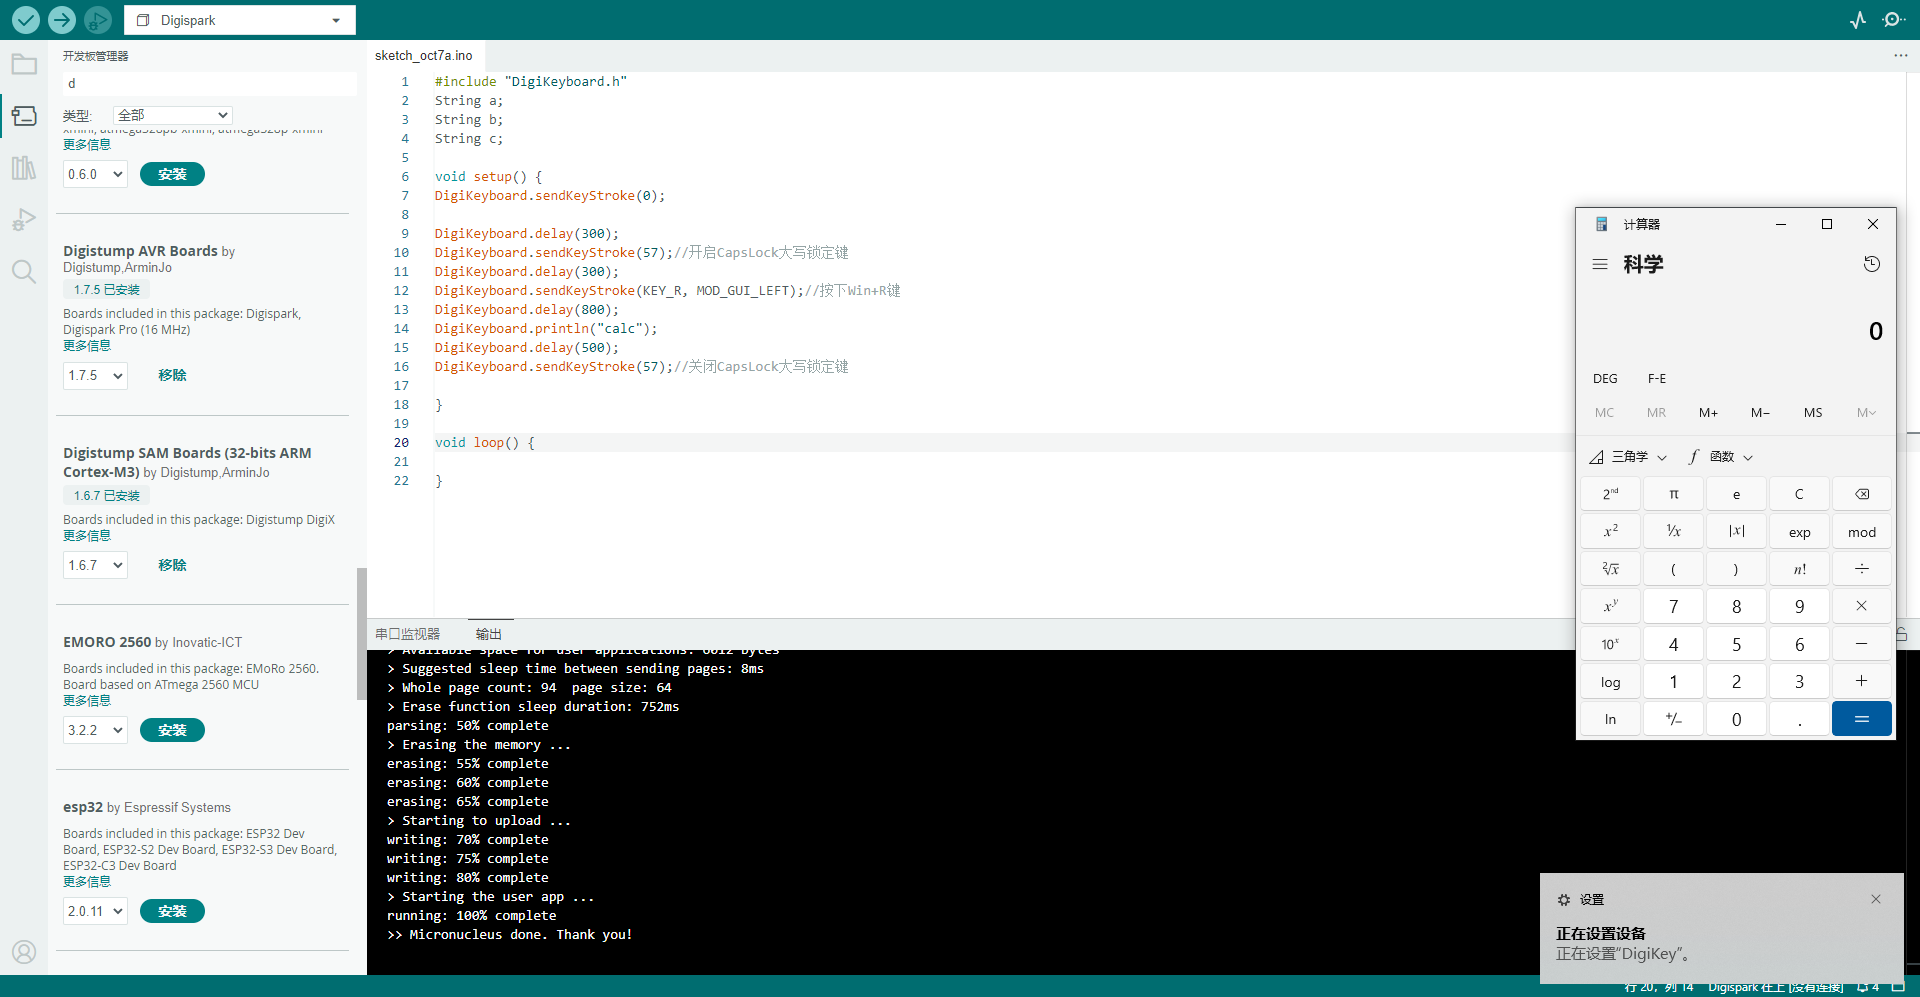 Digispark
开发板管理器
d
类型:
全部
xmini, atmega328pb-xmini, atmega328p-xmini
更多信息
0.6.0
安装
Digistump AVR Boards by
Digistump,ArminJo
1.7.5 已安装
Boards included in this package: Digispark,
Digispark Pro (16 MHz)
更多信息
1.7.5
移除
Digistump SAM Boards (32-bits ARM
Cortex-M3) by Digistump,ArminJo
1.6.7 已安装
Boards included in this package: Digistump DigiX
更多信息
1.6.7
移除
EMORO 2560 by Inovatic-ICT
Boards included in this package: EMoRo 2560.
Board based on ATmega 2560 MCU
更多信息
3.2.2
安装
esp32 by Espressif Systems
Boards included in this package: ESP32 Dev
Board, ESP32-S2 Dev Board, ESP32-S3 Dev Board,
ESP32-C3 Dev Board
更多信息
2.0.11
安装
sketch_oct7a.ino
1 #include "DigiKeyboard.h"
2 String a;
3 String b;
4 String c;
5
6 void setup() {
7 DigiKeyboard.sendKeyStroke(0);
8
9 DigiKeyboard.delay(300);
10 DigiKeyboard.sendKeyStroke(57);//开启CapsLock大写锁定键
11 DigiKeyboard.delay(300);
12 DigiKeyboard.sendKeyStroke(KEY_R, MOD_GUI_LEFT);//按下Win+R键
13 DigiKeyboard.delay(800);
14 DigiKeyboard.println("calc");
15 DigiKeyboard.delay(500);
16 DigiKeyboard.sendKeyStroke(57);//关闭CapsLock大写锁定键
17
18 }
19
20 void loop() {
21
22 }
串口监视器 输出
> Available space for user applications: 6012 bytes
> Suggested sleep time between sending pages: 8ms
> Whole page count: 94  page size: 64
> Erase function sleep duration: 752ms
parsing: 50% complete
> Erasing the memory ...
erasing: 55% complete
erasing: 60% complete
erasing: 65% complete
> Starting to upload ...
writing: 70% complete
writing: 75% complete
writing: 80% complete
> Starting the user app ...
running: 100% complete
>> Micronucleus done. Thank you!
计算器
科学
0
DEG F-E
MC MR M+ M− MS M
三角学 f 函数
2nd π e C
x² ¹/x |x| exp mod
²√x ( ) n! ÷
xʸ 7 8 9 ×
10ˣ 4 5 6 −
log 1 2 3 +
ln +/− 0 . =
设置
正在设置设备
正在设置“DigiKey”。
行 20，列 14 Digispark 在上 [没有连接] 4